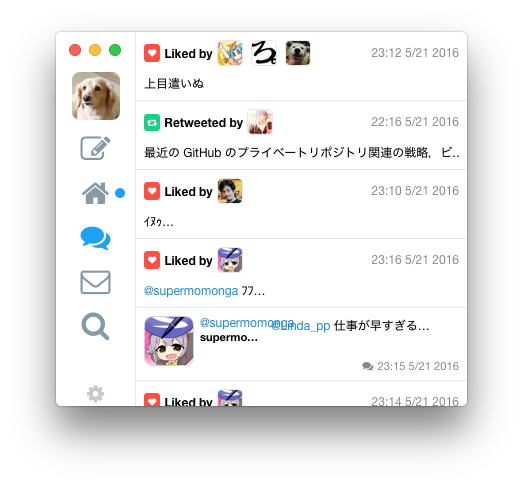 Liked by 23:12 5/21 2016
上目遣いぬ
Retweeted by 22:16 5/21 2016
最近の GitHub のプライベートリポジトリ関連の戦略，ビ…
Liked by 23:10 5/21 2016
ｲﾇｩ…
Liked by 23:16 5/21 2016
@supermomonga ﾌﾌ…
@supermomonga @Linda_pp 仕事が早すぎる…
supermo…
23:15 5/21 2016
Liked by 23:14 5/21 2016